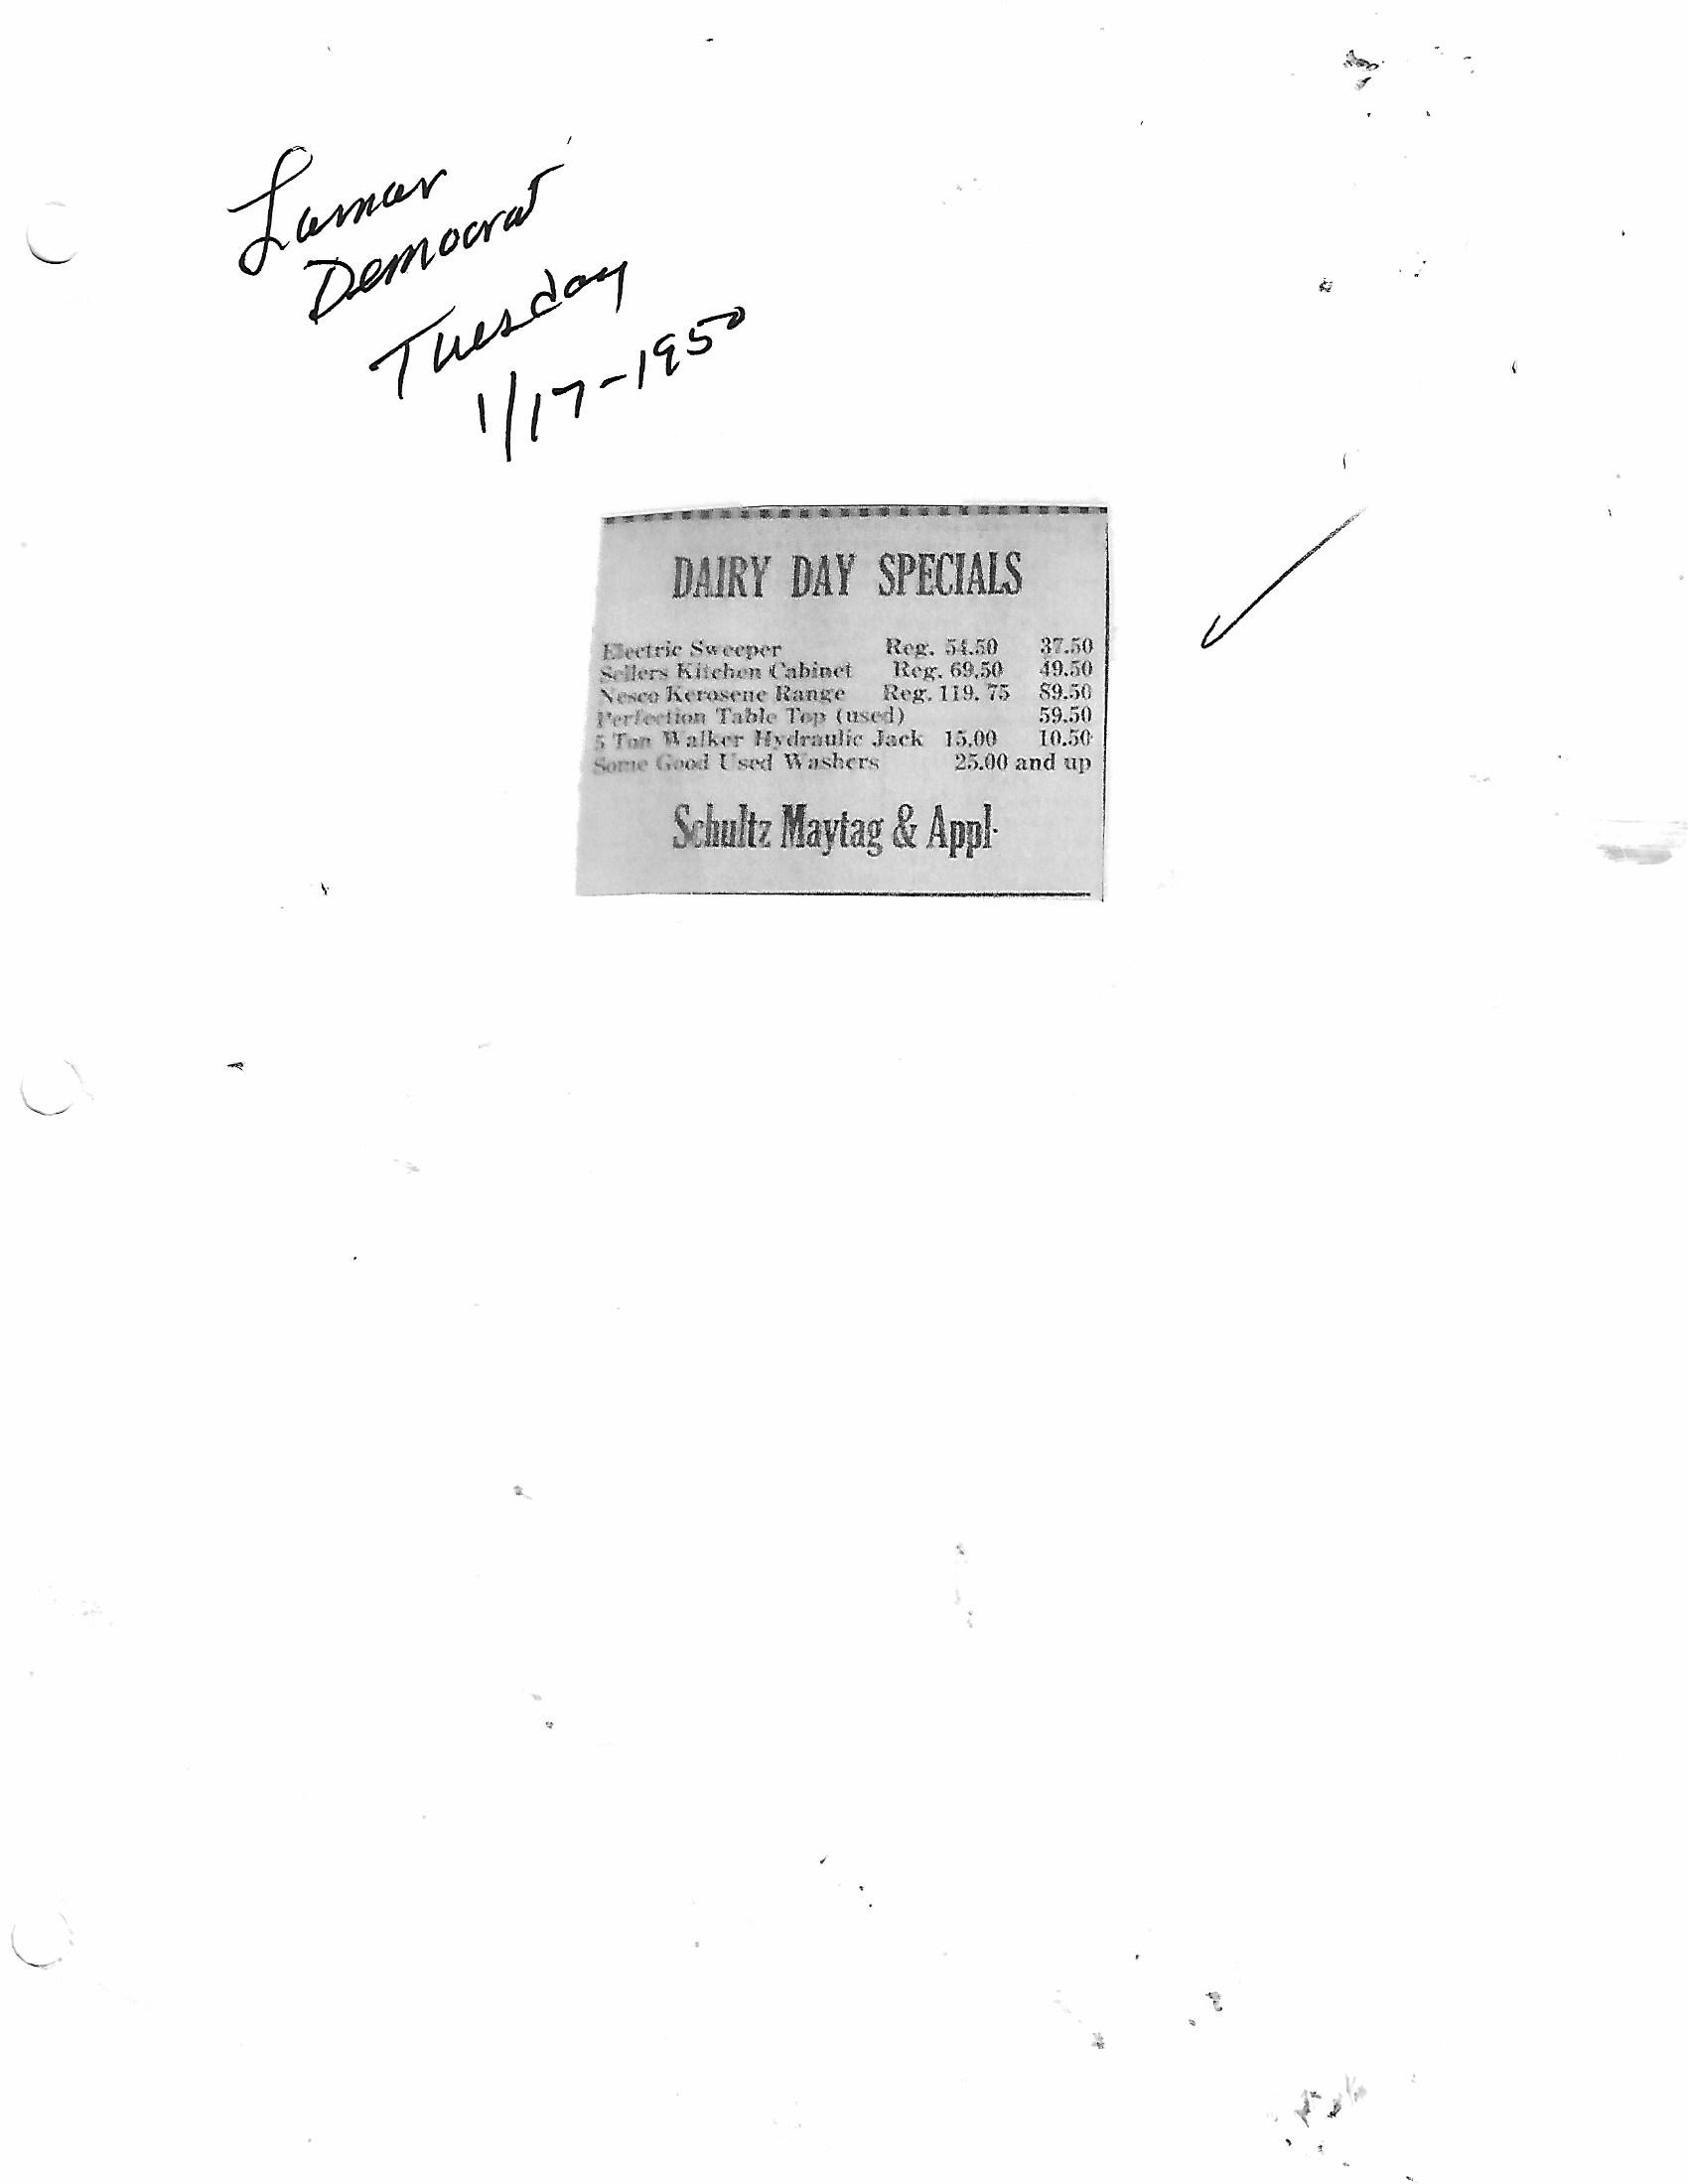 Lamar
Democrat
Tuesday
1/17-1950
DAIRY DAY SPECIALS
Electric Sweeper Reg. 54.50 37.50
Sellers Kitchen Cabinet Reg. 69.50 49.50
Nesco Kerosene Range Reg. 119. 75 89.50
Perfection Table Top (used) 59.50
5 Ton Walker Hydraulic Jack 15.00 10.50
Some Good Used Washers 25.00 and up
Schultz Maytag & Appl.